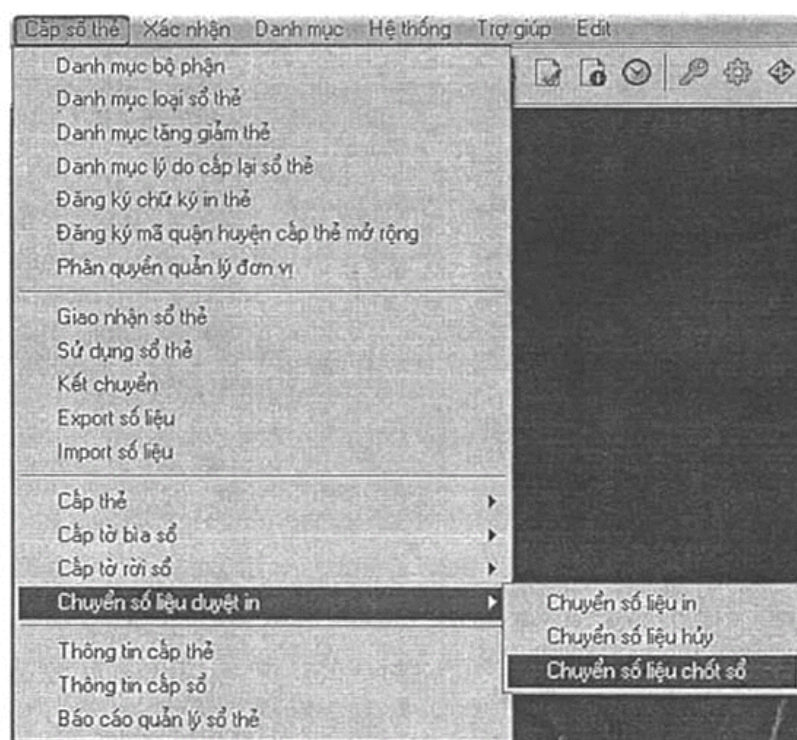 Cấp sổ thẻ Xác nhận Danh mục Hệ thống Trợ giúp Edit
Danh mục bộ phận
Danh mục loại sổ thẻ
Danh mục tăng giảm thẻ
Danh mục lý do cấp lại sổ thẻ
Đăng ký chữ ký in thẻ
Đăng ký mã quận huyện cấp thẻ mở rộng
Phân quyền quản lý đơn vị
Giao nhận sổ thẻ
Sử dụng sổ thẻ
Kết chuyển
Export số liệu
Import số liệu
Cấp thẻ
Cấp tờ bìa sổ
Cấp tờ rời sổ
Chuyển số liệu duyệt in
Chuyển số liệu in
Chuyển số liệu hủy
Chuyển số liệu chốt sổ
Thông tin cấp thẻ
Thông tin cấp sổ
Báo cáo quản lý sổ thẻ